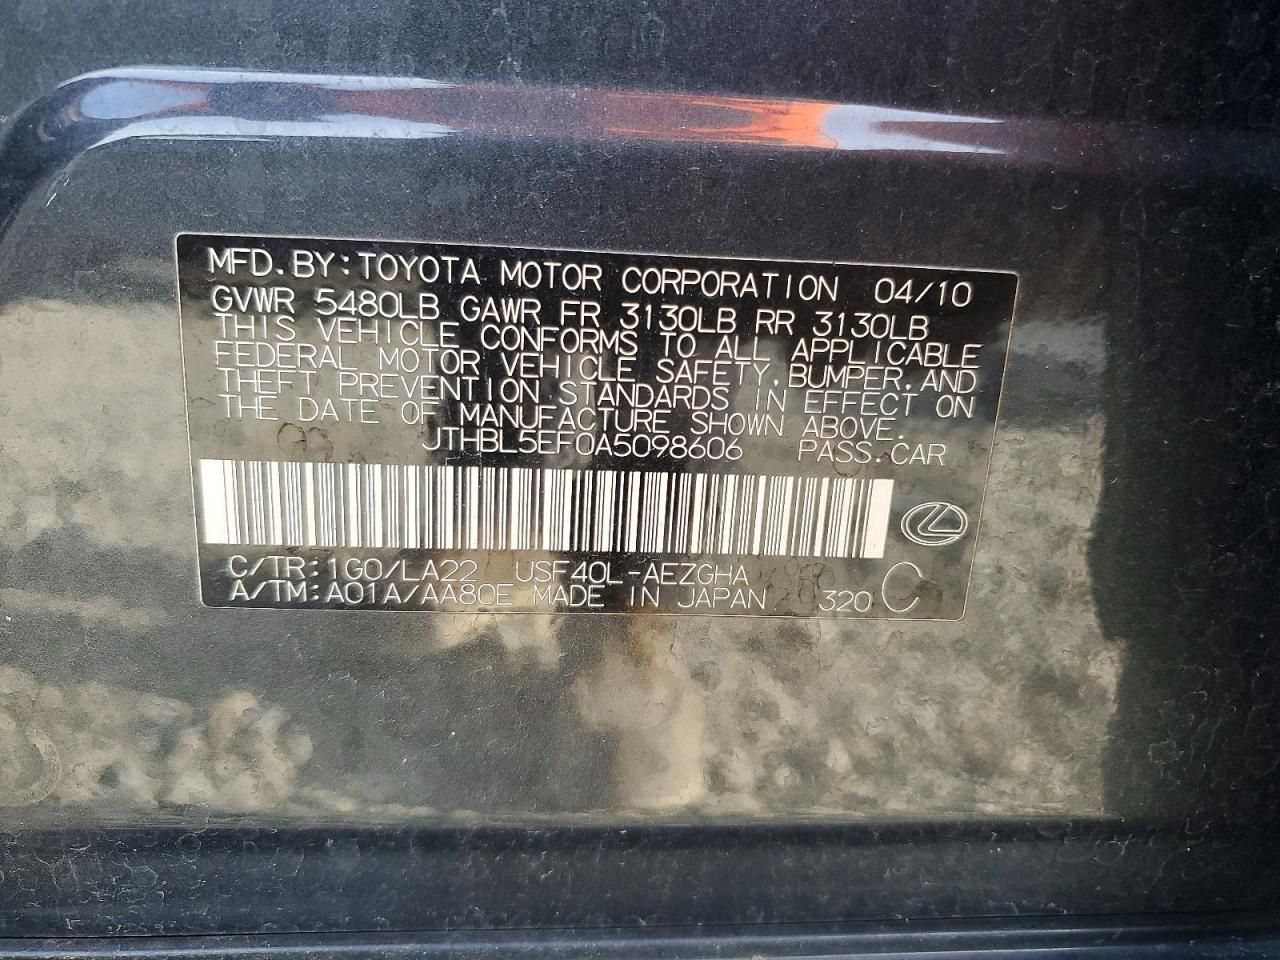 MFD.BY:TOYOTA MOTOR CORPORATION 04/10
GVWR 5480LB GAWR FR 3130LB RR 3130LB
THIS VEHICLE CONFORMS TO ALL APPLICABLE
FEDERAL MOTOR VEHICLE SAFETY,BUMPER,AND
THEFT PREVENTION STANDARDS IN EFFECT ON
THE DATE OF MANUFACTURE SHOWN ABOVE.
JTHBL5EF0A5098606 PASS.CAR
C/TR:1G0/LA22 USF40L-AEZGHA
A/TM:A01A/AA80E MADE IN JAPAN 320 C